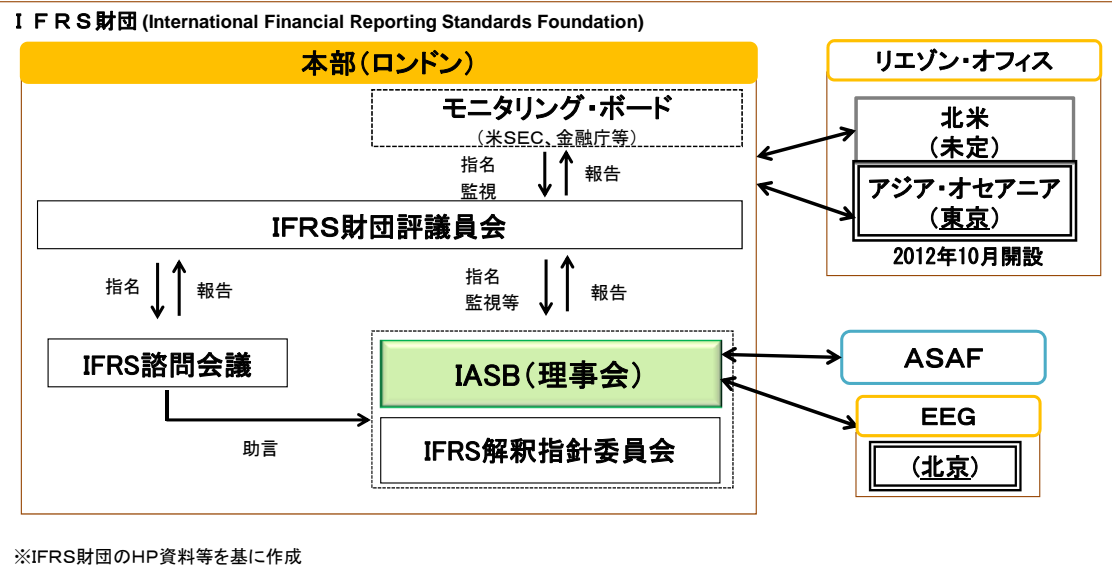 ＩＦＲＳ財団 (International Financial Reporting Standards Foundation)
本部（ロンドン）
モニタリング・ボード
（米SEC、金融庁等）
指名
監視
報告
IFRS財団評議員会
指名
報告
指名
監視等
報告
IFRS諮問会議
IASB（理事会）
助言
IFRS解釈指針委員会
リエゾン・オフィス
北米
（未定）
アジア・オセアニア
（東京）
2012年10月開設
ASAF
EEG
（北京）
※IFRS財団のHP資料等を基に作成